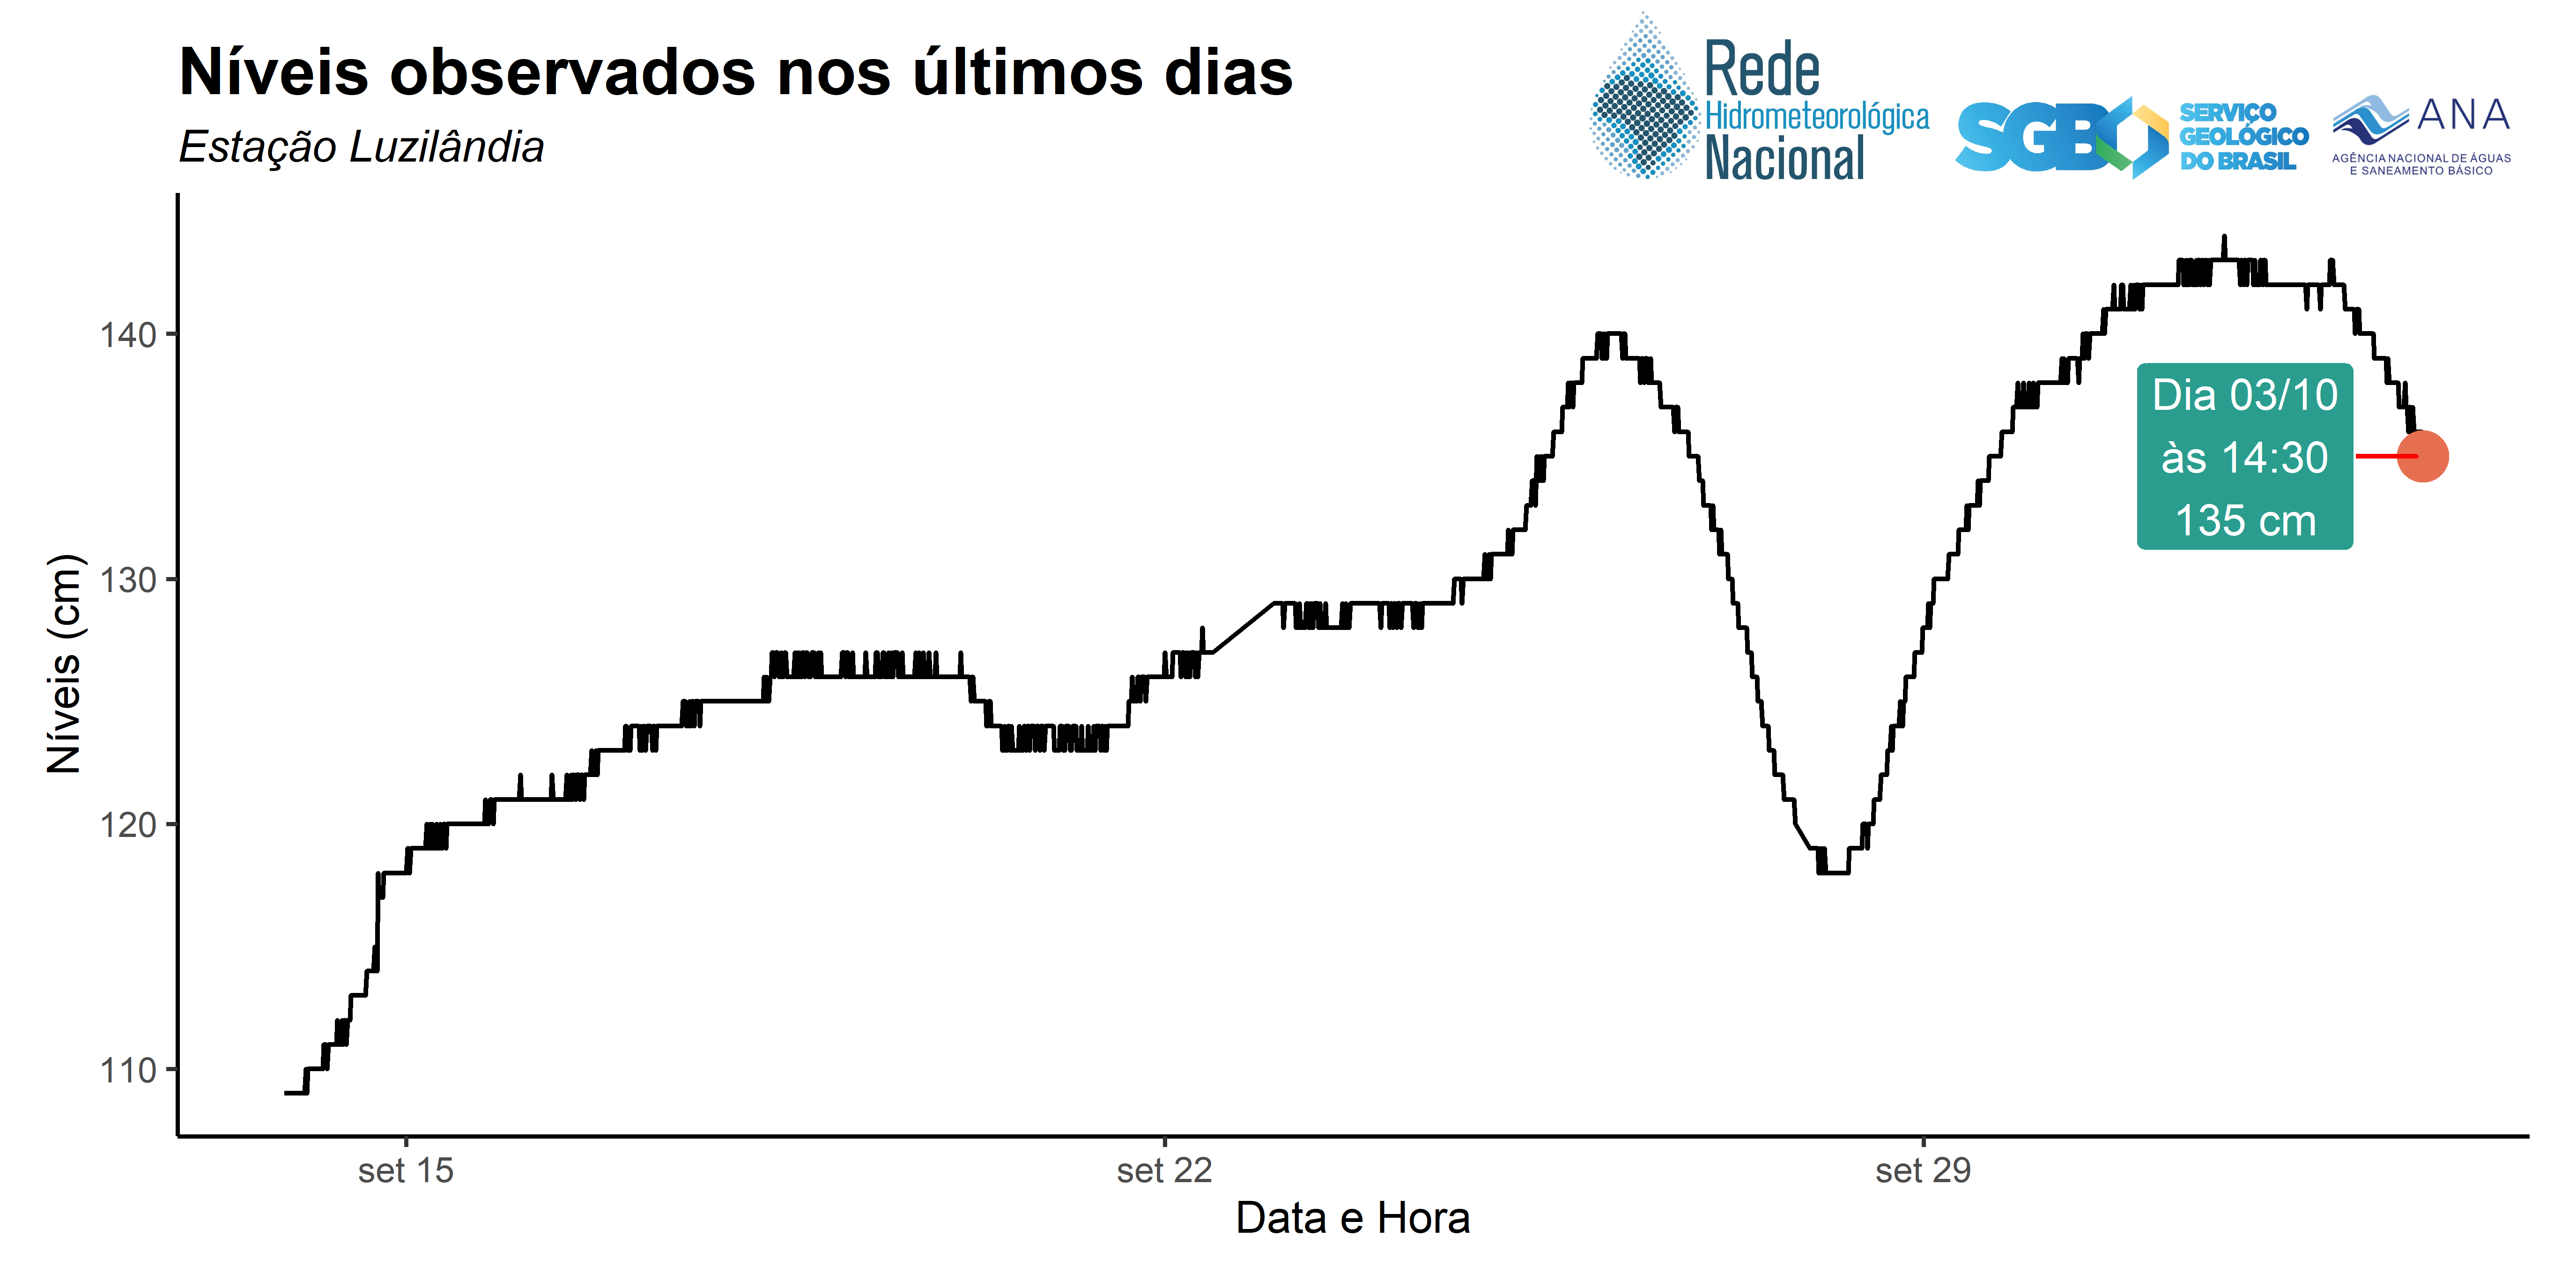 Níveis observados nos últimos dias
Estação Luzilândia
Rede
Hidrometeorológica
Nacional
SGB
SERVIÇO
GEOLÓGICO
DO BRASIL
ANA
AGÊNCIA NACIONAL DE ÁGUAS
E SANEAMENTO BÁSICO
140
130
120
110
Níveis (cm)
Dia 03/10
às 14:30
135 cm
set 15
set 22
set 29
Data e Hora